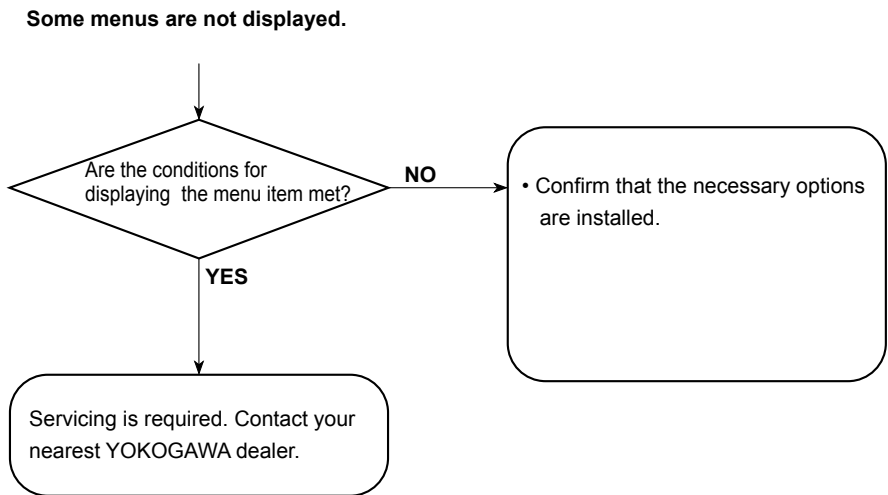 Some menus are not displayed.
Are the conditions for
displaying the menu item met?
NO
• Confirm that the necessary options
are installed.
YES
Servicing is required. Contact your
nearest YOKOGAWA dealer.